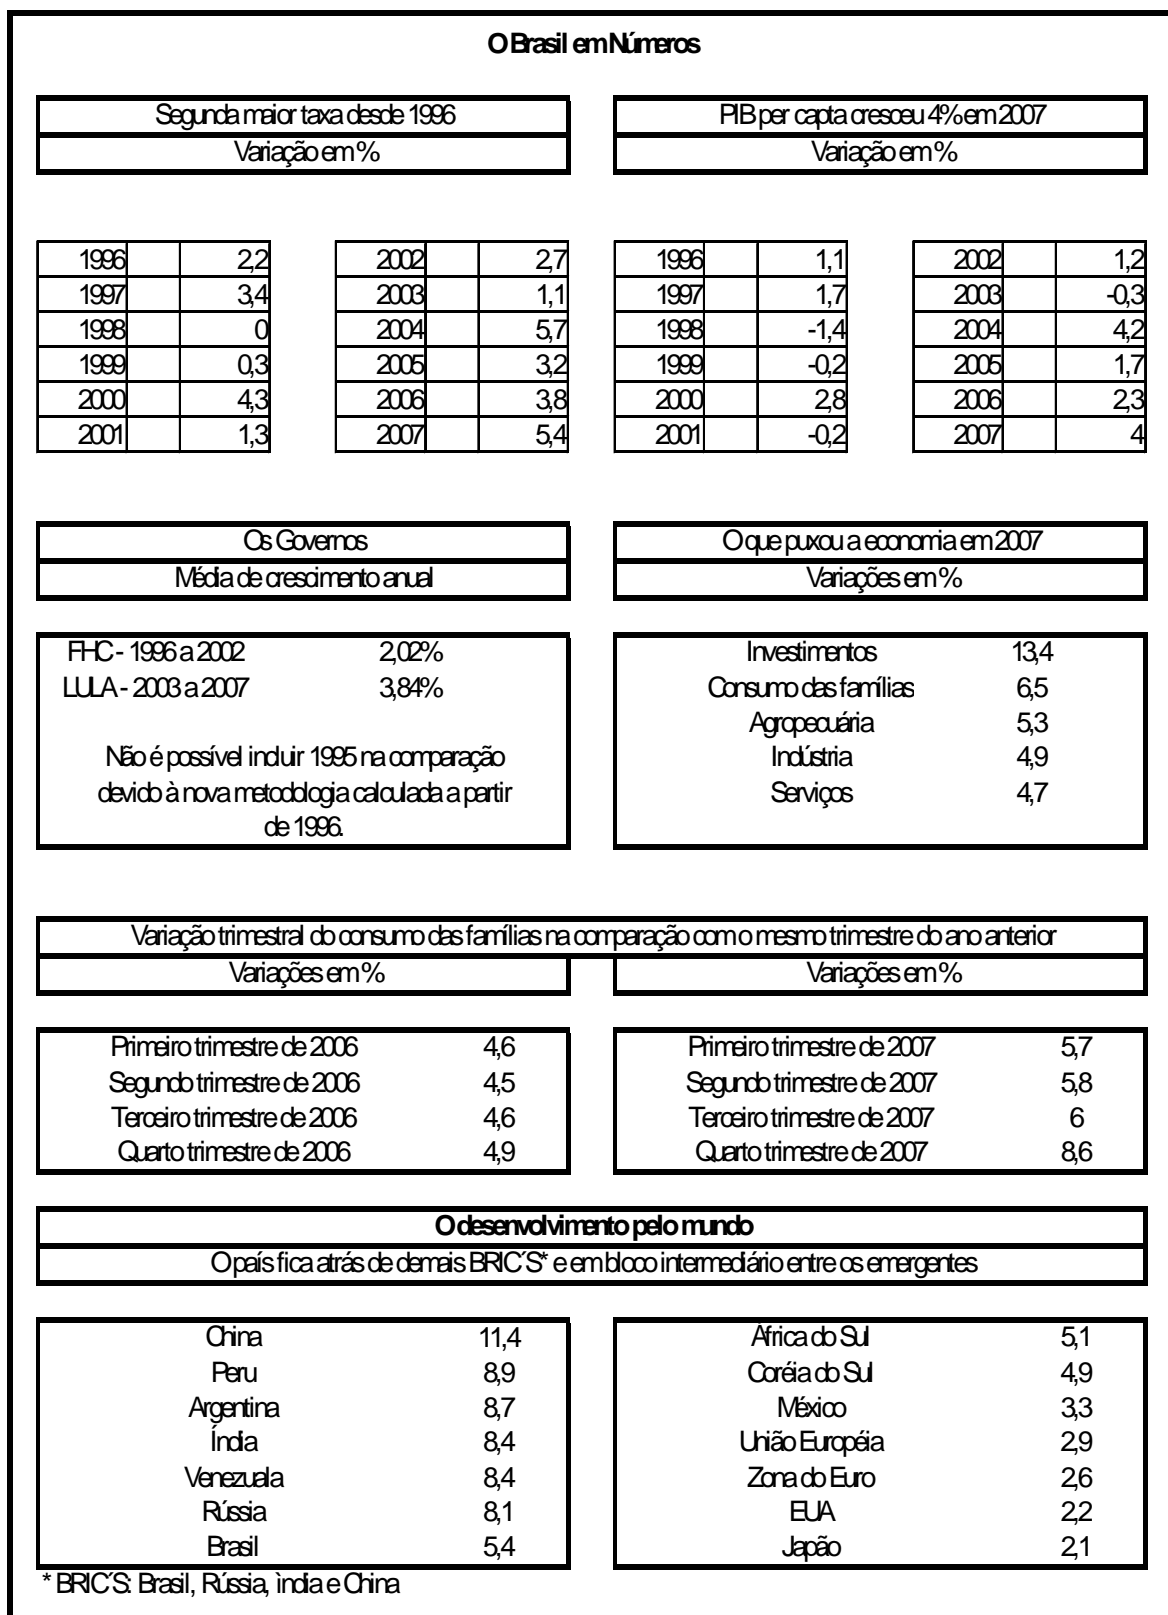 O Brasil em Números
Segunda maior taxa desde 1996
Variação em %
PIB per capta cresceu 4% em 2007
Variação em %
1996 2,2 2002 2,7 1996 1,1 2002 1,2
1997 3,4 2003 1,1 1997 1,7 2003 -0,3
1998 0 2004 5,7 1998 -1,4 2004 4,2
1999 0,3 2005 3,2 1999 -0,2 2005 1,7
2000 4,3 2006 3,8 2000 2,8 2006 2,3
2001 1,3 2007 5,4 2001 -0,2 2007 4
Os Governos
Média de crescimento anual
FHC - 1996 a 2002 2,02%
LULA - 2003 a 2007 3,84%
Não é possível incluir 1995 na comparação
devido à nova metodologia calculada a partir
de 1996.
O que puxou a economia em 2007
Variações em %
Investimentos 13,4
Consumo das famílias 6,5
Agropecuária 5,3
Indústria 4,9
Serviços 4,7
Variação trimestral do consumo das famílias na comparação com o mesmo trimestre do ano anterior
Variações em % Variações em %
Primeiro trimestre de 2006 4,6
Segundo trimestre de 2006 4,5
Terceiro trimestre de 2006 4,6
Quarto trimestre de 2006 4,9
Primeiro trimestre de 2007 5,7
Segundo trimestre de 2007 5,8
Terceiro trimestre de 2007 6
Quarto trimestre de 2007 8,6
O desenvolvimento pelo mundo
O país fica atrás de demais BRIC´S* e em bloco intermediário entre os emergentes
China 11,4
Peru 8,9
Argentina 8,7
Índia 8,4
Venezuala 8,4
Rússia 8,1
Brasil 5,4
África do Sul 5,1
Coréia do Sul 4,9
México 3,3
União Européia 2,9
Zona do Euro 2,6
EUA 2,2
Japão 2,1
* BRIC´S: Brasil, Rússia, ìndia e China